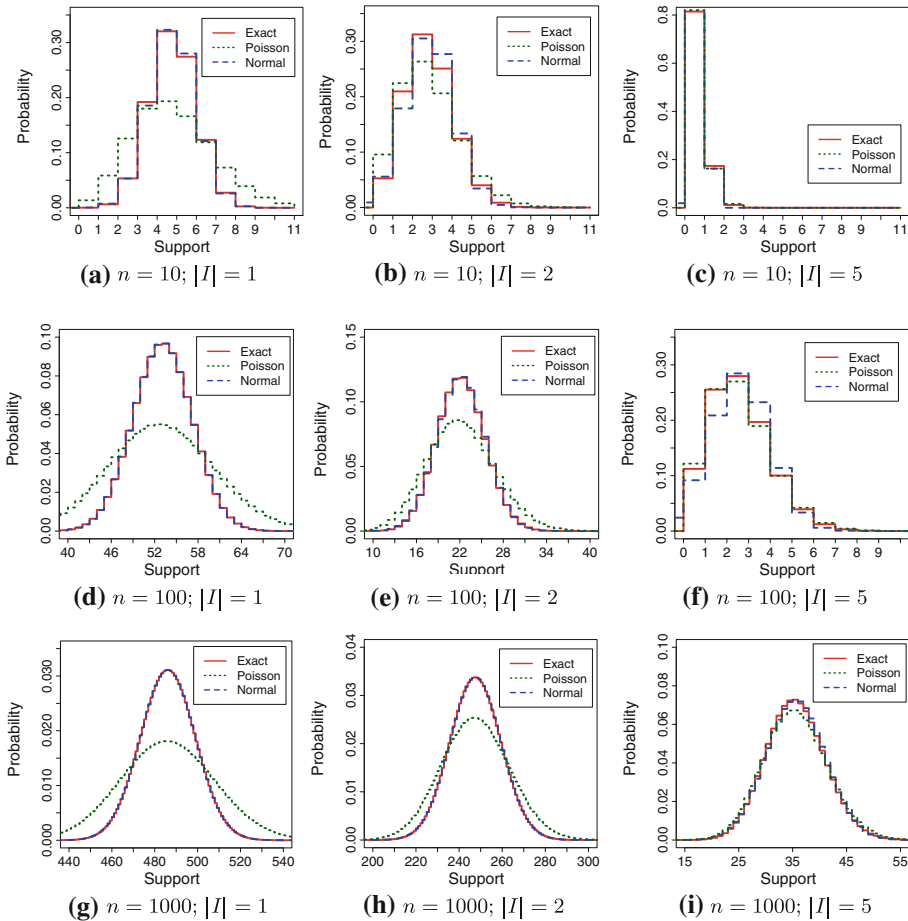 Probability
0.00 0.10 0.20 0.30
Exact
Poisson
Normal
0 1 2 3 4 5 6 7 8 9 11
Support
(a) n = 10; |I| = 1
Probability
0.00 0.10 0.20 0.30
Exact
Poisson
Normal
0 1 2 3 4 5 6 7 8 9 11
Support
(b) n = 10; |I| = 2
Probability
0.0 0.2 0.4 0.6 0.8
Exact
Poisson
Normal
0 1 2 3 4 5 6 7 8 9 11
Support
(c) n = 10; |I| = 5
Probability
0.00 0.02 0.04 0.06 0.08 0.10
Exact
Poisson
Normal
40 46 52 58 64 70
Support
(d) n = 100; |I| = 1
Probability
0.00 0.05 0.10 0.15
Exact
Poisson
Normal
10 16 22 28 34 40
Support
(e) n = 100; |I| = 2
Probability
0.00 0.10 0.20 0.30
Exact
Poisson
Normal
0 1 2 3 4 5 6 7 8 9
Support
(f) n = 100; |I| = 5
Probability
0.000 0.010 0.020 0.030
Exact
Poisson
Normal
440 460 480 500 520 540
Support
(g) n = 1000; |I| = 1
Probability
0.00 0.01 0.02 0.03 0.04
Exact
Poisson
Normal
200 220 240 260 280 300
Support
(h) n = 1000; |I| = 2
Probability
0.00 0.02 0.04 0.06 0.08 0.10
Exact
Poisson
Normal
15 25 35 45 55
Support
(i) n = 1000; |I| = 5